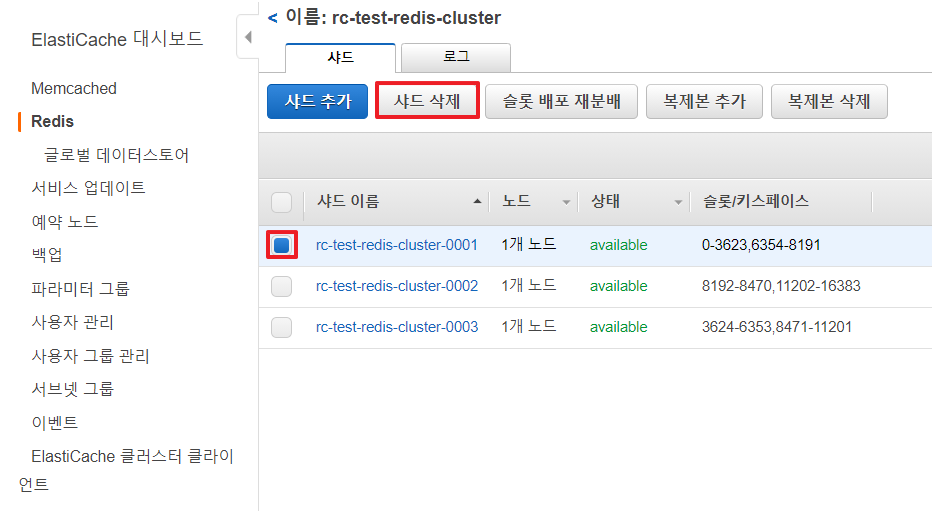 ElastiCache 대시보드
Memcached
Redis
글로벌 데이터스토어
서비스 업데이트
예약 노드
백업
파라미터 그룹
사용자 관리
사용자 그룹 관리
서브넷 그룹
이벤트
ElastiCache 클러스터 클라이
언트
< 이름: rc-test-redis-cluster
샤드 로그
샤드 추가 샤드 삭제 슬롯 배포 재분배 복제본 추가 복제본 삭제
샤드 이름 노드 상태 슬롯/키스페이스
rc-test-redis-cluster-0001 1개 노드 available 0-3623,6354-8191
rc-test-redis-cluster-0002 1개 노드 available 8192-8470,11202-16383
rc-test-redis-cluster-0003 1개 노드 available 3624-6353,8471-11201